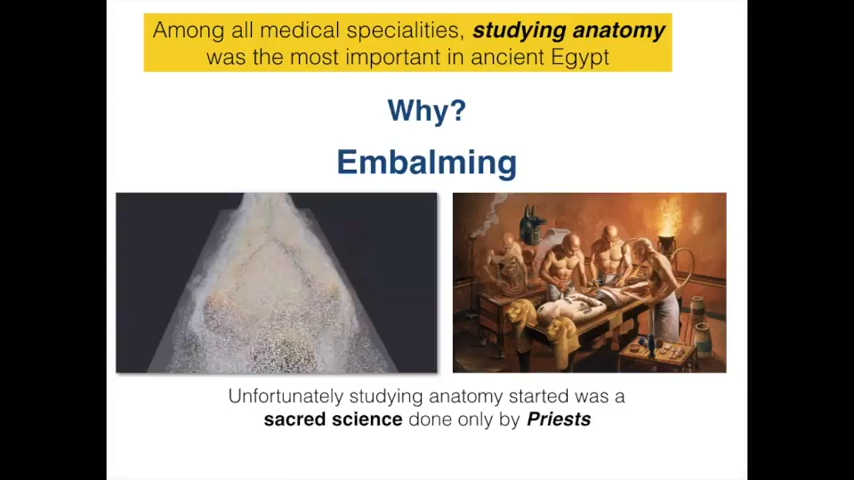 Among all medical specialities, studying anatomy
was the most important in ancient Egypt
Why?
Embalming
Unfortunately studying anatomy started was a
sacred science done only by Priests